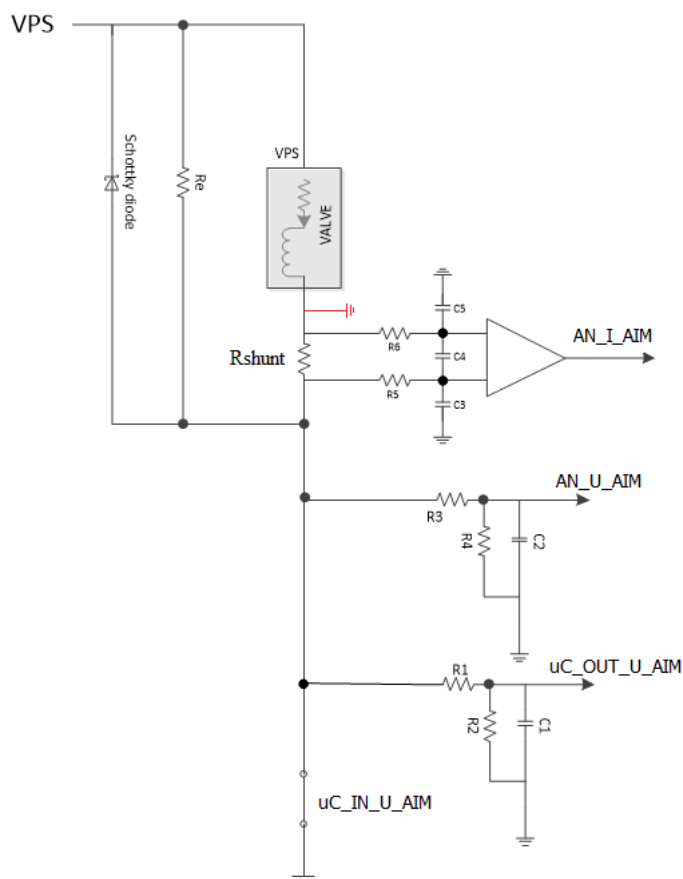 VPS
Schottky diode
Re
VPS
VALVE
C5
AN_I_AIM
R6
C4
Rshunt
R5
C3
AN_U_AIM
R3
R4
C2
R1
uC_OUT_U_AIM
R2
C1
uC_IN_U_AIM